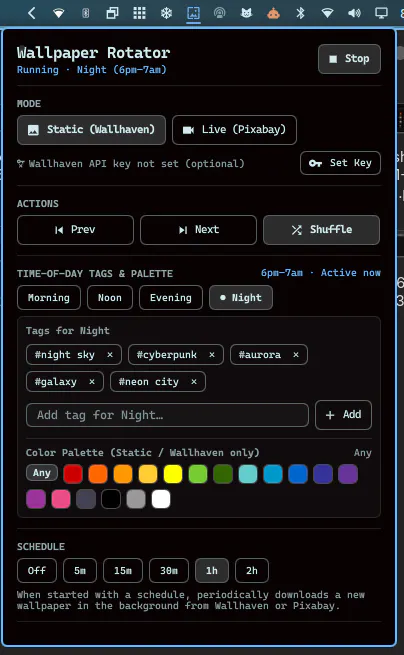 Wallpaper Rotator
Running · Night (6pm–7am)
Stop
MODE
Static (Wallhaven)
Live (Pixabay)
Wallhaven API key not set (optional)
Set Key
ACTIONS
Prev
Next
Shuffle
TIME-OF-DAY TAGS & PALETTE
6pm–7am · Active now
Morning
Noon
Evening
● Night
Tags for Night
#night sky ×
#cyberpunk ×
#aurora ×
#galaxy ×
#neon city ×
Add tag for Night…
+ Add
Color Palette (Static / Wallhaven only)
Any
Any
SCHEDULE
Off
5m
15m
30m
1h
2h
When started with a schedule, periodically downloads a new
wallpaper in the background from Wallhaven or Pixabay.